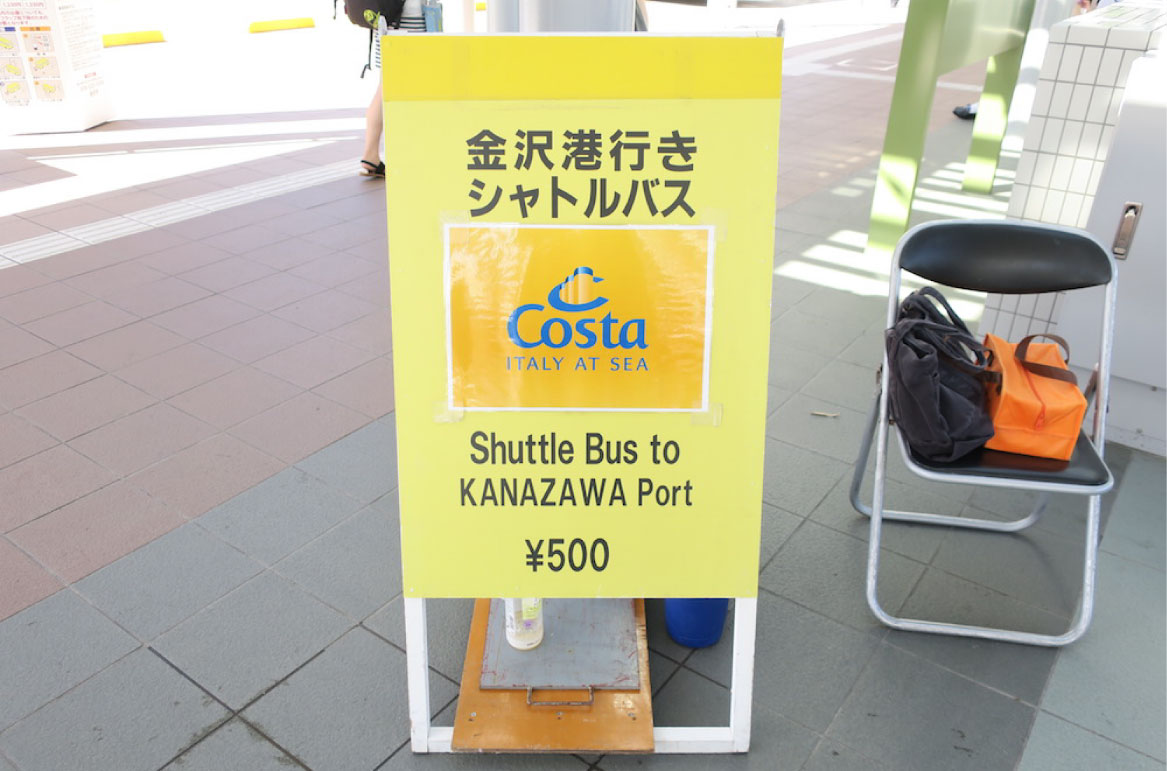 金沢港行き
シャトルバス
Costa
ITALY AT SEA
Shuttle Bus to
KANAZAWA Port
¥500